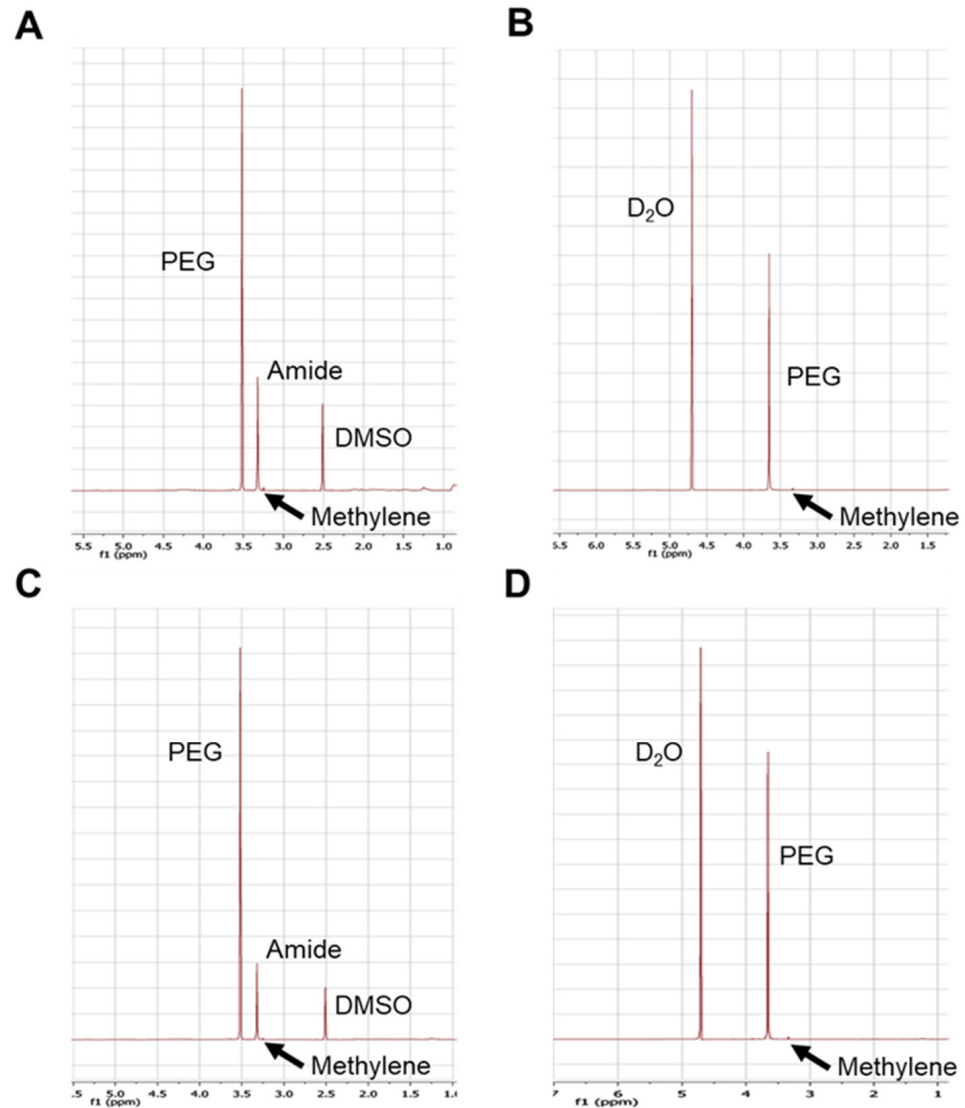 A
PEG
Amide
DMSO
Methylene
5.5 5.0 4.5 4.0 3.5 3.0 2.5 2.0 1.5 1.0
f1 (ppm)
B
D₂O
PEG
Methylene
5.5 6.0 5.5 5.0 4.5 4.0 3.5 3.0 2.5 2.0 1.5
f1 (ppm)
C
PEG
Amide
DMSO
Methylene
.5 5.0 4.5 4.0 3.5 3.0 2.5 2.0 1.5 1.0
f1 (ppm)
D
D₂O
PEG
Methylene
7 6 5 4 3 2 1
f1 (ppm)